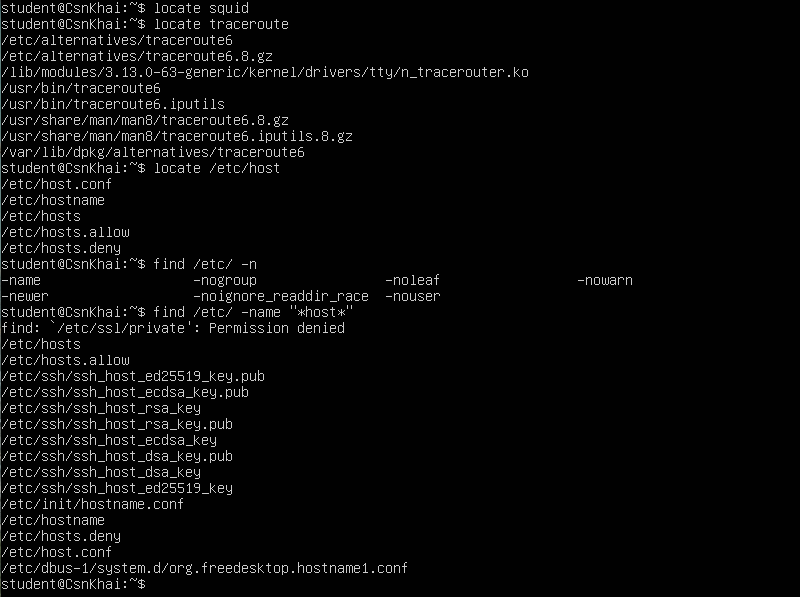 student@CsnKhai:~$ locate squid
student@CsnKhai:~$ locate traceroute
/etc/alternatives/traceroute6
/etc/alternatives/traceroute6.8.gz
/lib/modules/3.13.0-63-generic/kernel/drivers/tty/n_tracerouter.ko
/usr/bin/traceroute6
/usr/bin/traceroute6.iputils
/usr/share/man/man8/traceroute6.8.gz
/usr/share/man/man8/traceroute6.iputils.8.gz
/var/lib/dpkg/alternatives/traceroute6
student@CsnKhai:~$ locate /etc/host
/etc/host.conf
/etc/hostname
/etc/hosts
/etc/hosts.allow
/etc/hosts.deny
student@CsnKhai:~$ find /etc/ -n
-name                   -nogroup                -noleaf                 -nowarn
-newer                  -noignore_readdir_race  -nouser
student@CsnKhai:~$ find /etc/ -name "*host*"
find: `/etc/ssl/private': Permission denied
/etc/hosts
/etc/hosts.allow
/etc/ssh/ssh_host_ed25519_key.pub
/etc/ssh/ssh_host_ecdsa_key.pub
/etc/ssh/ssh_host_rsa_key
/etc/ssh/ssh_host_rsa_key.pub
/etc/ssh/ssh_host_ecdsa_key
/etc/ssh/ssh_host_dsa_key.pub
/etc/ssh/ssh_host_dsa_key
/etc/ssh/ssh_host_ed25519_key
/etc/init/hostname.conf
/etc/hostname
/etc/hosts.deny
/etc/host.conf
/etc/dbus-1/system.d/org.freedesktop.hostname1.conf
student@CsnKhai:~$